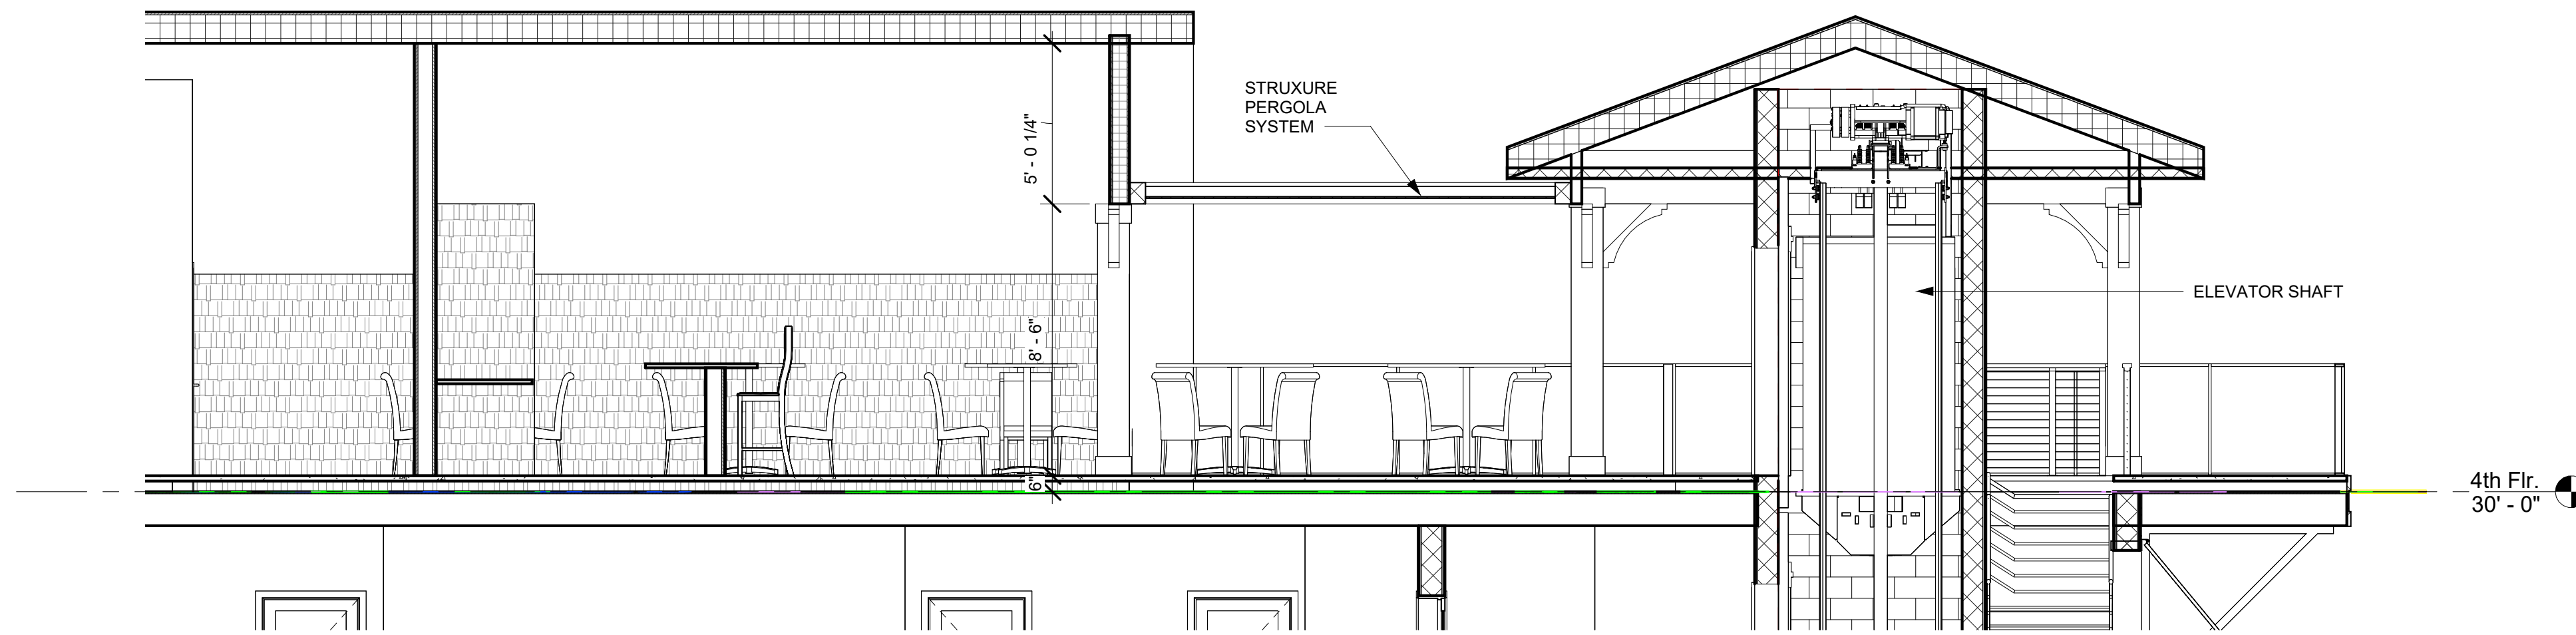 STRUXURE
PERGOLA
SYSTEM
5' - 0 1/4"
8' - 6"
6"
ELEVATOR SHAFT
4th Flr.
30' - 0"